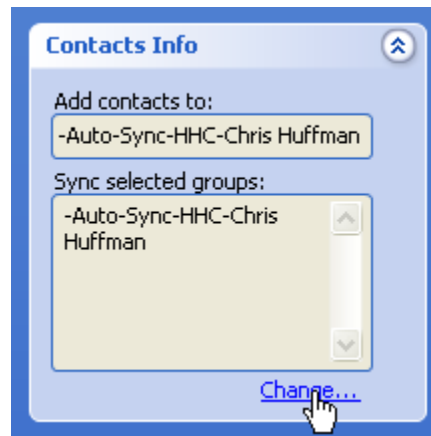 Contacts Info
Add contacts to:
-Auto-Sync-HHC-Chris Huffman
Sync selected groups:
-Auto-Sync-HHC-Chris
Huffman
Change...